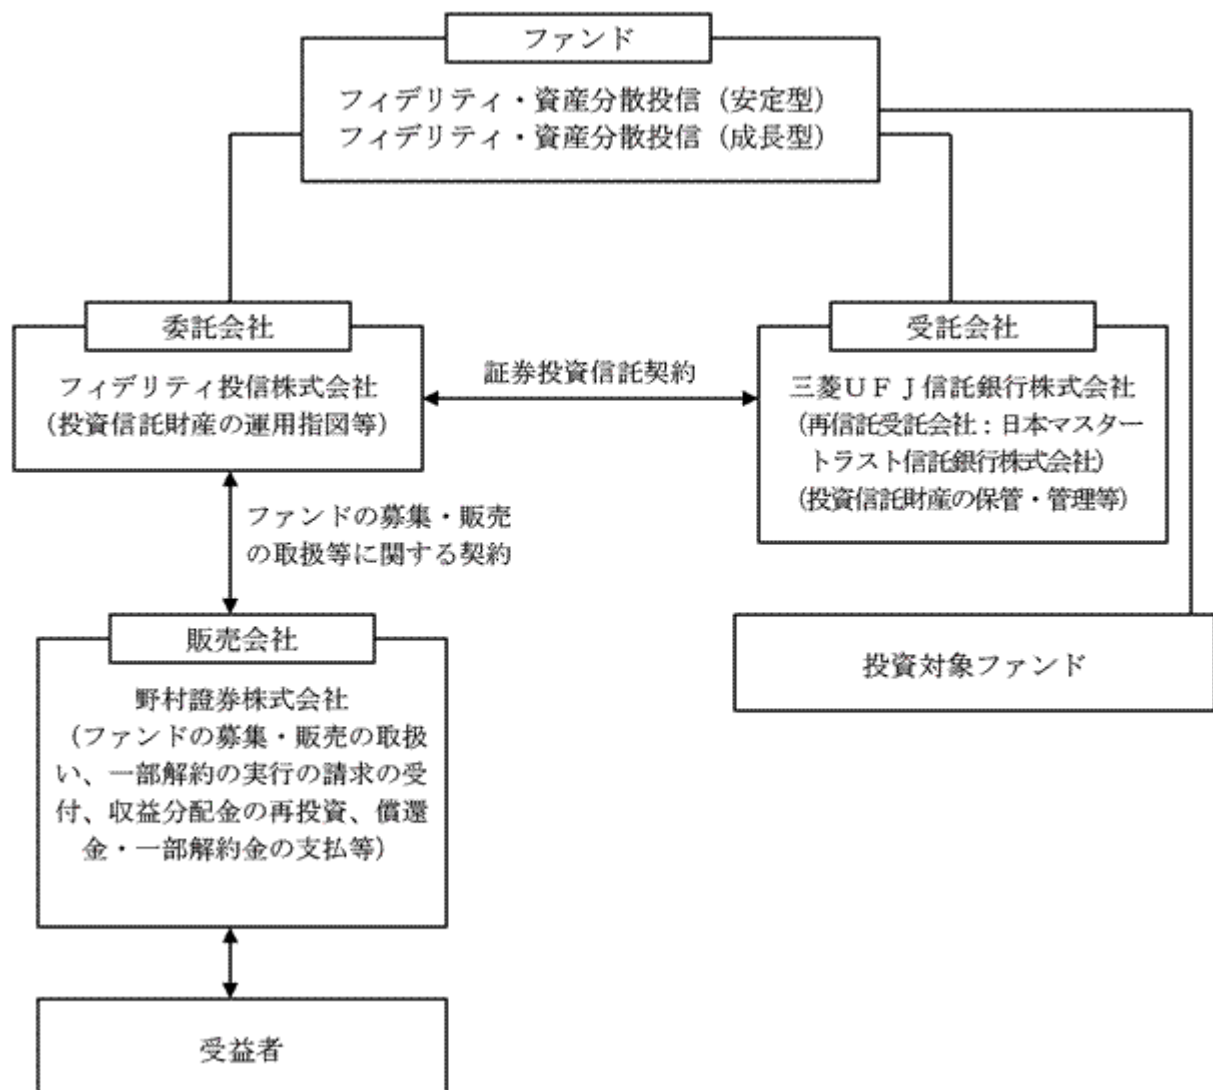 ファンド
フィデリティ・資産分散投信（安定型）
フィデリティ・資産分散投信（成長型）
委託会社
フィデリティ投信株式会社
（投資信託財産の運用指図等）
証券投資信託契約
受託会社
三菱ＵＦＪ信託銀行株式会社
（再信託受託会社：日本マスター
トラスト信託銀行株式会社）
（投資信託財産の保管・管理等）
ファンドの募集・販売
の取扱等に関する契約
販売会社
野村證券株式会社
（ファンドの募集・販売の取扱
い、一部解約の実行の請求の受
付、収益分配金の再投資、償還
金・一部解約金の支払等）
投資対象ファンド
受益者